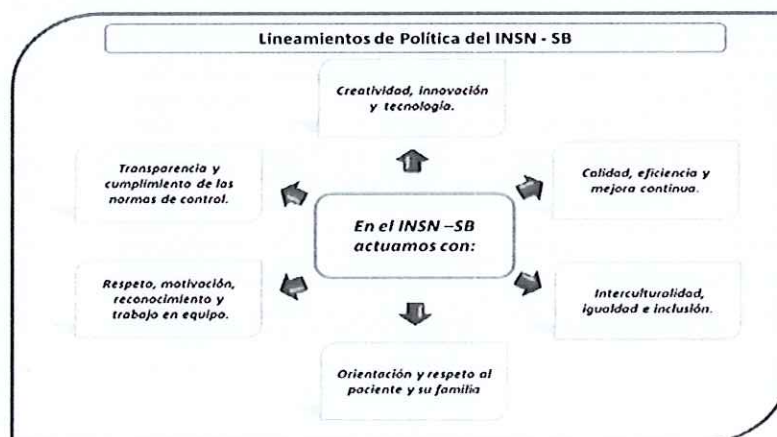 Lineamientos de Política del INSN - SB
Creatividad, innovación
y tecnología.
Transparencia y
cumplimiento de las
normas de control.
Calidad, eficiencia y
mejora continua.
En el INSN –SB
actuamos con:
Respeto, motivación,
reconocimiento y
trabajo en equipo.
Interculturalidad,
igualdad e inclusión.
Orientación y respeto al
paciente y su familia